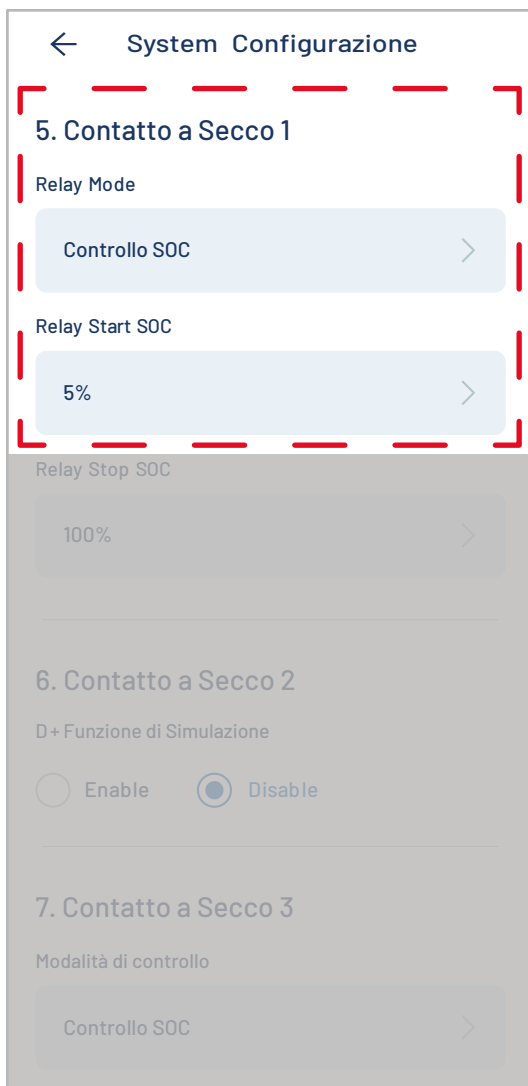 System Configurazione
5. Contatto a Secco 1
Relay Mode
Controllo SOC
Relay Start SOC
5%
Relay Stop SOC
100%
6. Contatto a Secco 2
D+ Funzione di Simulazione
Enable Disable
7. Contatto a Secco 3
Modalità di controllo
Controllo SOC